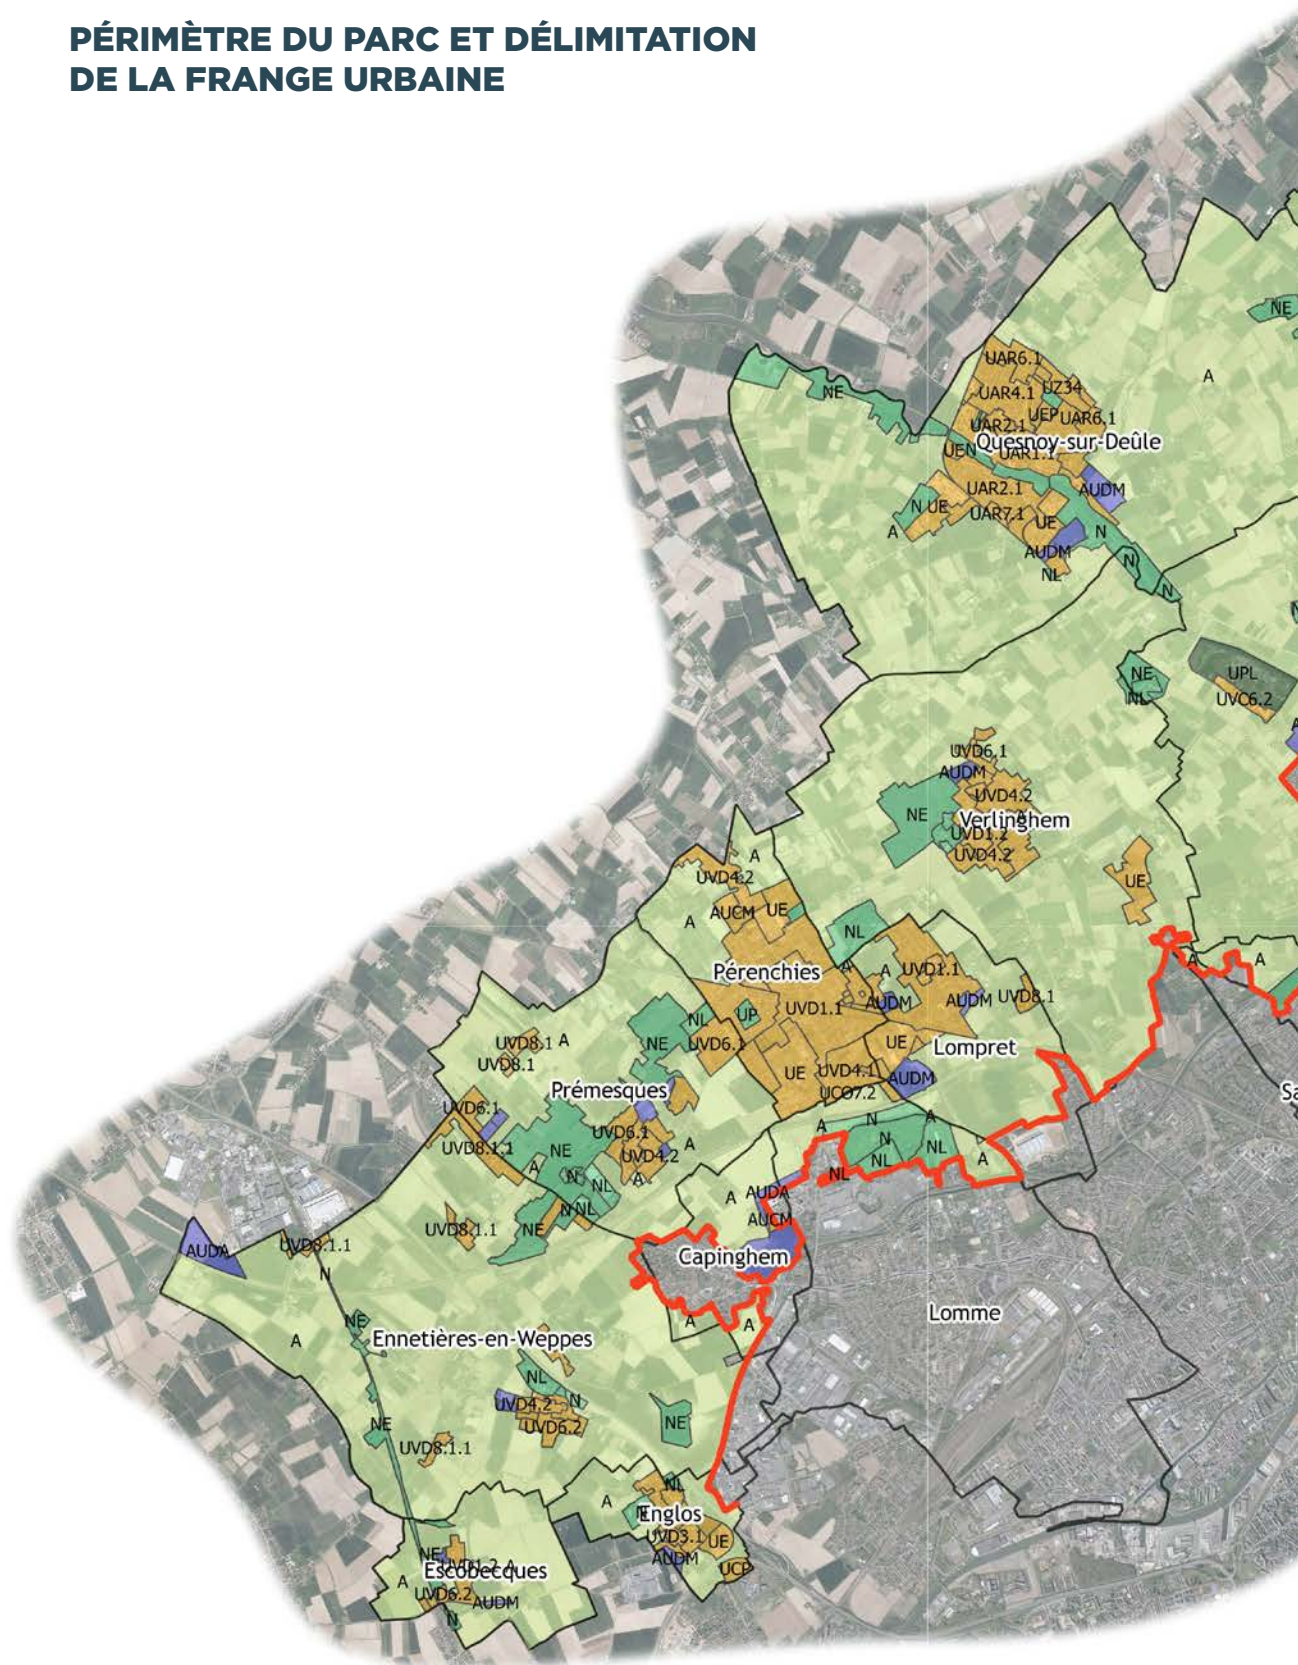 PÉRIMÈTRE DU PARC ET DÉLIMITATION
DE LA FRANGE URBAINE
NE
UAR6.1
A
UZ34
NE
UAR4.1
UEP
UAR6.1
UAR2.1
Quesnoy-sur-Deûle
UEN
UAR1.1
UAR2.1
AUDM
N
UE
UAR7.1
UE
A
N
AUDM
N
NL
N
NE
UPL
NL
UVC6.2
UVD6.1
AUDM
UVD4.2
NE
Verlinghem
UVD1.2
UVD4.2
A
UVD4.2
UE
AUCM
UE
A
NL
A
A
Pérenchies
A
A
UVD1.1
AUDM
AUDM
UVD8.1
UVD1.1
NL
UP
UVD8.1
A
NE
UVD6.1
UE
Lompret
UVD8.1
UE
UVD4.1
AUDM
Prémesques
UCO7.2
UVD6.1
N
A
A
UVD6.1
A
N
UVD8.1.1
NE
UVD4.2
NL
NL
A
A
A
N
NL
NL
A
AUDA
N
NL
AUCM
UVD8.1.1
NE
AUDA
UVD8.1.1
Capinghem
N
Lomme
NE
A
A
A
Ennetières-en-Weppes
NL
N
UVD4.2
NE
UVD6.2
NE
UVD8.1.1
NL
A
Englos
UVD3.1
UE
NE
AUDM
UCP
Escobecques
A
UVD6.2
AUDM
N